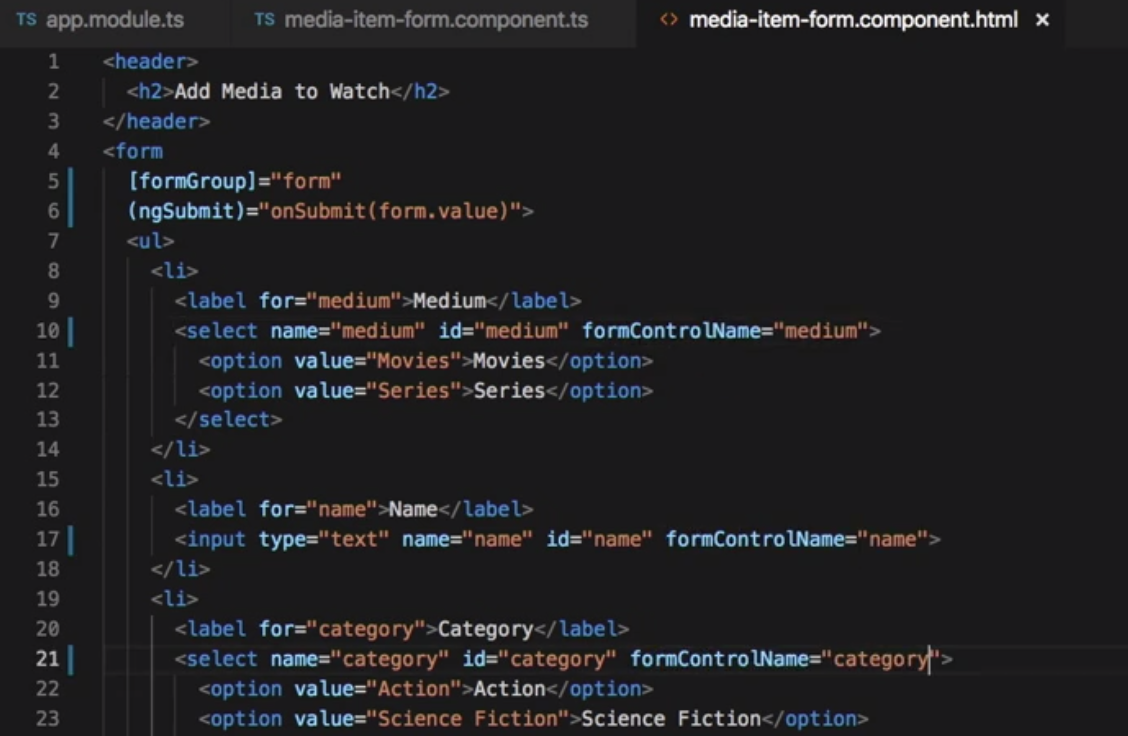 TS app.module.ts TS media-item-form.component.ts <> media-item-form.component.html ×
1 <header>
2 <h2>Add Media to Watch</h2>
3 </header>
4 <form
5 [formGroup]="form"
6 (ngSubmit)="onSubmit(form.value)">
7 <ul>
8 <li>
9 <label for="medium">Medium</label>
10 <select name="medium" id="medium" formControlName="medium">
11 <option value="Movies">Movies</option>
12 <option value="Series">Series</option>
13 </select>
14 </li>
15 <li>
16 <label for="name">Name</label>
17 <input type="text" name="name" id="name" formControlName="name">
18 </li>
19 <li>
20 <label for="category">Category</label>
21 <select name="category" id="category" formControlName="category">
22 <option value="Action">Action</option>
23 <option value="Science Fiction">Science Fiction</option>